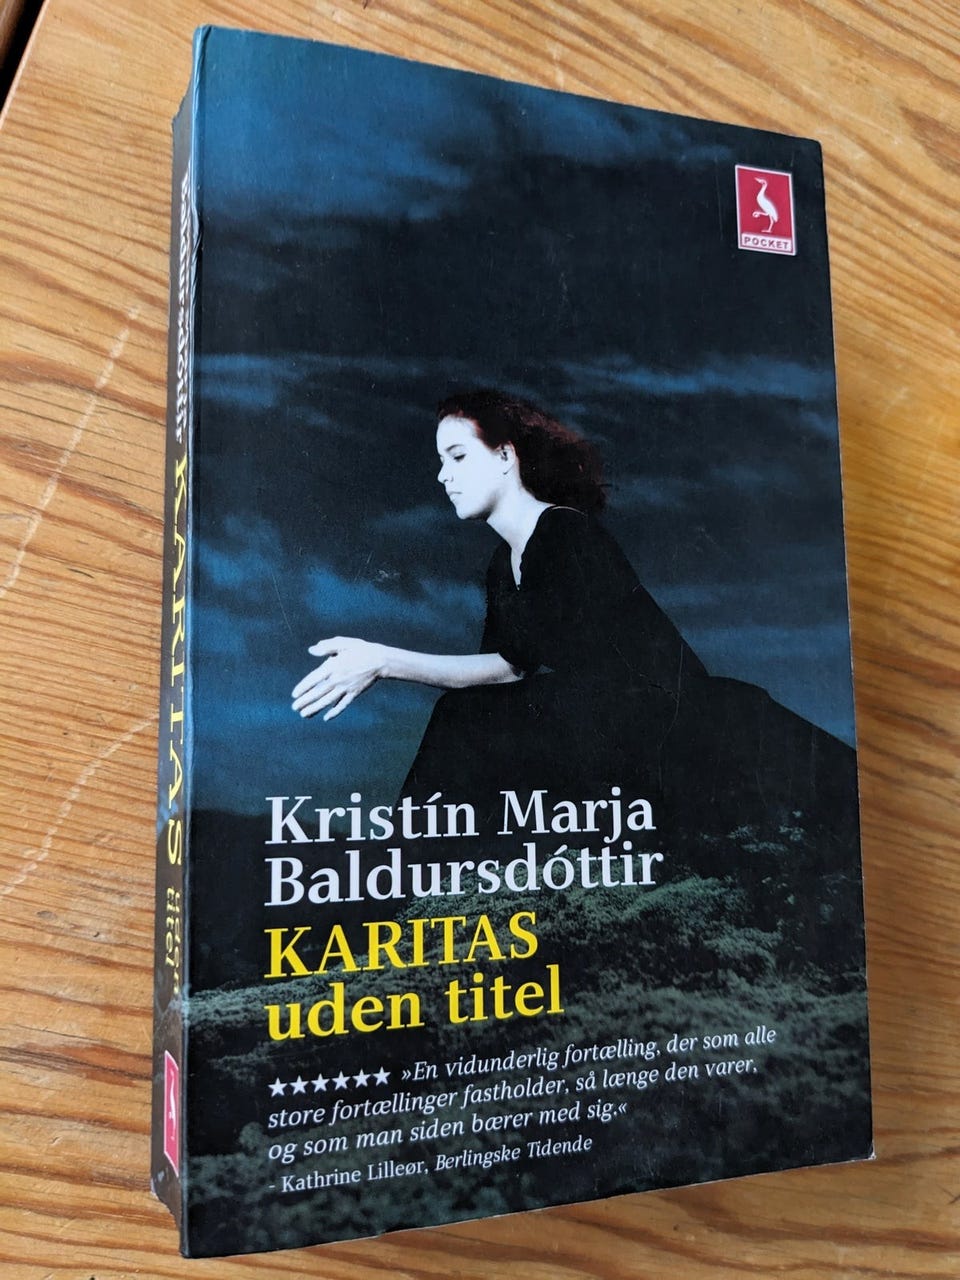 POCKET
Kristín Marja
Baldursdóttir
KARITAS
uden titel
★★★★★★ »En vidunderlig fortælling, der som alle
store fortællinger fastholder, så længe den varer,
og som man siden bærer med sig.«
- Kathrine Lilleør, Berlingske Tidende
Baldursdóttir KARITAS uden titel